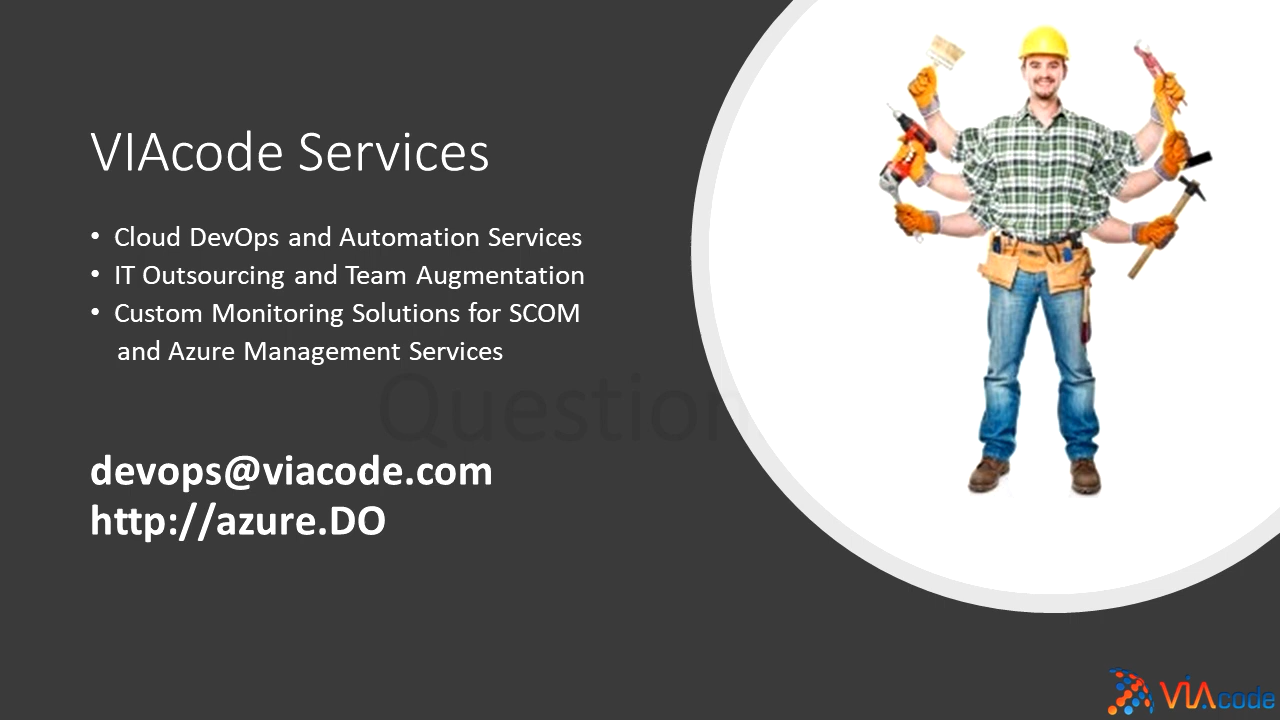 VIAcode Services
• Cloud DevOps and Automation Services
• IT Outsourcing and Team Augmentation
• Custom Monitoring Solutions for SCOM
and Azure Management Services
Question
devops@viacode.com
http://azure.DO
VIAcode